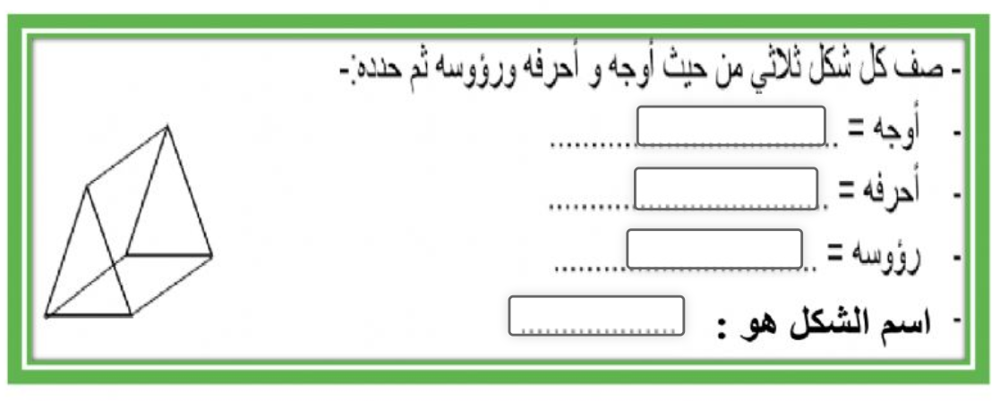 - صف كل شكل ثلاثي من حيث أوجه و أحرفه ورؤوسه ثم حدده:-
- أوجه = ....................
- أحرفه = ....................
- رؤوسه = ....................
- اسم الشكل هو : ....................